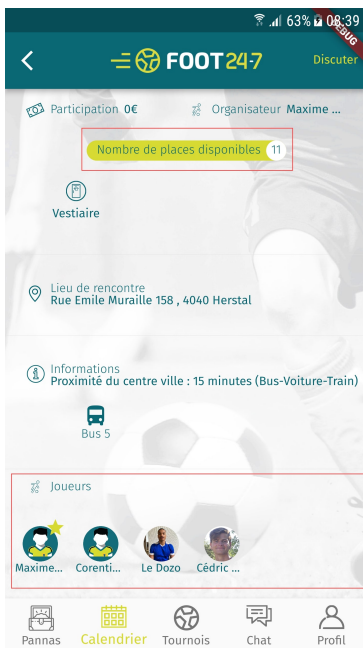 63% 08:39
DEBUG
FOOT 24-7
Discuter
Participation 0€
Organisateur Maxime ...
Nombre de places disponibles 11
Vestiaire
Lieu de rencontre
Rue Emile Muraille 158 , 4040 Herstal
Informations
Proximité du centre ville : 15 minutes (Bus-Voiture-Train)
Bus 5
Joueurs
Maxime... Corenti... Le Dozo Cédric ...
Pannas Calendrier Tournois Chat Profil